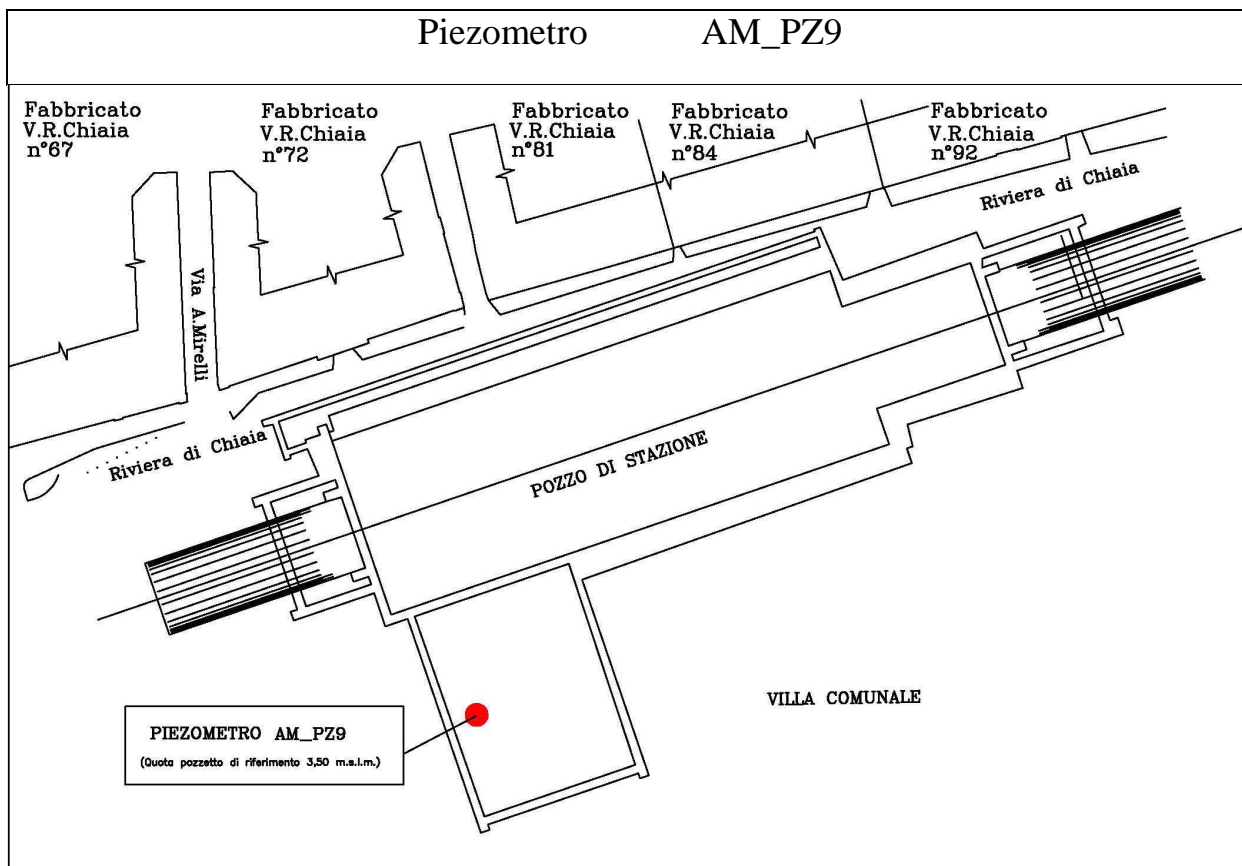 Piezometro AM_PZ9
Fabbricato
V.R.Chiaia
n°67
Fabbricato
V.R.Chiaia
n°72
Fabbricato
V.R.Chiaia
n°81
Fabbricato
V.R.Chiaia
n°84
Fabbricato
V.R.Chiaia
n°92
Riviera di Chiaia
Via A.Mirelli
Riviera di Chiaia
POZZO DI STAZIONE
VILLA COMUNALE
PIEZOMETRO AM_PZ9
(Quota pozzetto di riferimento 3,50 m.s.l.m.)